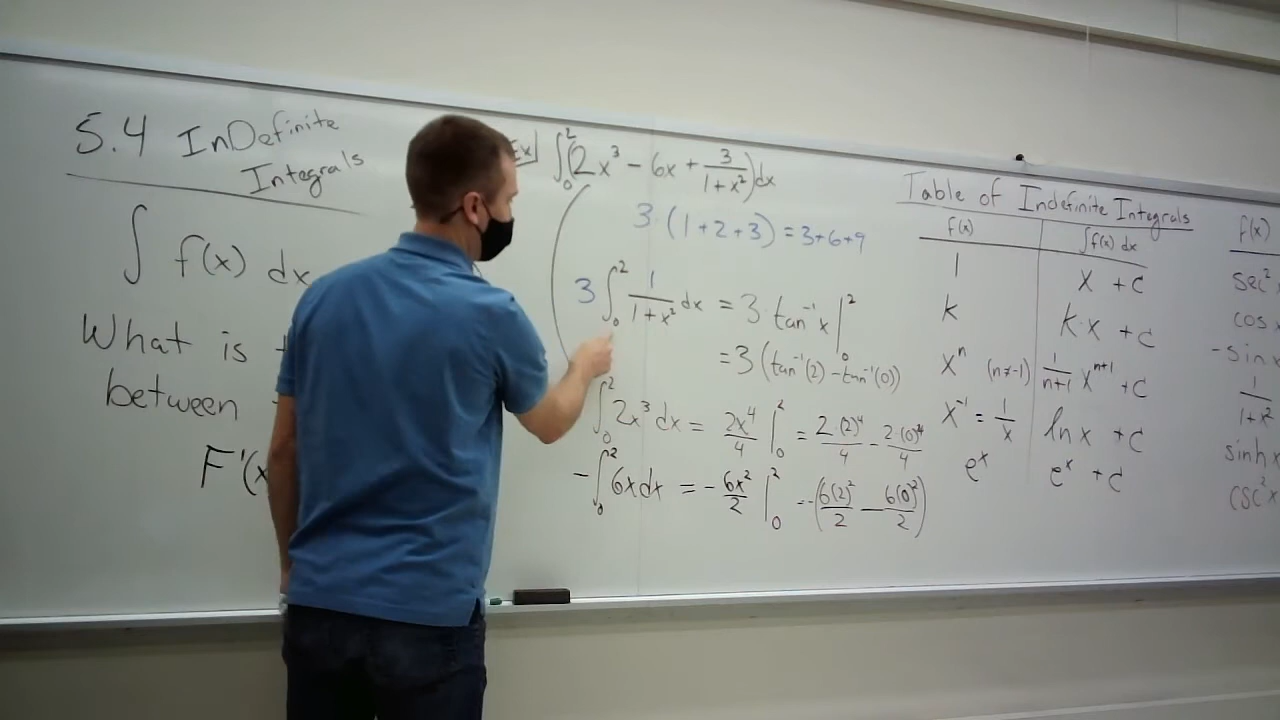 5.4 InDefinite
Integrals
∫ f(x) dx
What is
between
F'(x
Ex] ∫₀² (2x³ - 6x + 3/(1+x²)) dx
3 (1+2+3) = 3+6+9
3 ∫₀² 1/(1+x²) dx = 3·tan⁻¹x |₀²
= 3(tan⁻¹(2) - tan⁻¹(0))
∫₀² 2x³ dx = 2x⁴/4 |₀² = 2·(2)⁴/4 - 2·(0)⁴/4
- ∫₀² 6x dx = - 6x²/2 |₀² = -(6(2)²/2 - 6(0)²/2)
Table of Indefinite Integrals
f(x) ∫f(x) dx
1 x + c
k k·x + c
xⁿ (n≠-1) 1/(n+1) xⁿ⁺¹ + c
x⁻¹ = 1/x ln x + c
eˣ eˣ + c
f(x)
sec²
cos
-sin
1/(1+x²)
sinh x
csc² x